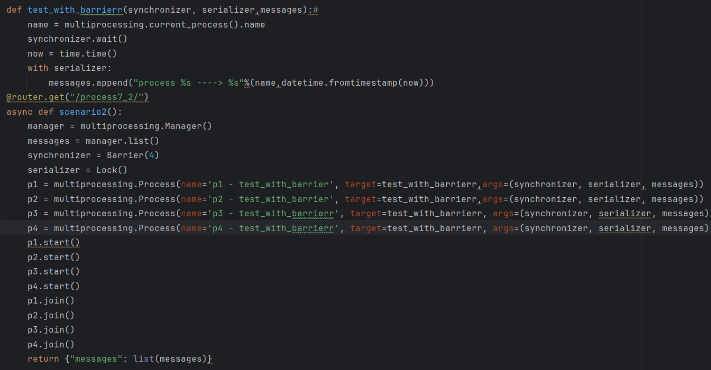 def test_with_barrierr(synchronizer, serializer,messages):#
    name = multiprocessing.current_process().name
    synchronizer.wait()
    now = time.time()
    with serializer:
        messages.append("process %s ----> %s"%(name,datetime.fromtimestamp(now)))
@router.get("/process7_2/")
async def scenario2():
    manager = multiprocessing.Manager()
    messages = manager.list()
    synchronizer = Barrier(4)
    serializer = Lock()
    p1 = multiprocessing.Process(name='p1 - test_with_barrier', target=test_with_barrierr,args=(synchronizer, serializer, messages))
    p2 = multiprocessing.Process(name='p2 - test_with_barrier', target=test_with_barrierr,args=(synchronizer, serializer, messages))
    p3 = multiprocessing.Process(name='p3 - test_with_barrierr', target=test_with_barrierr, args=(synchronizer, serializer, messages)
    p4 = multiprocessing.Process(name='p4 - test_with_barrierr', target=test_with_barrierr, args=(synchronizer, serializer, messages)
    p1.start()
    p2.start()
    p3.start()
    p4.start()
    p1.join()
    p2.join()
    p3.join()
    p4.join()
    return {"messages": list(messages)}